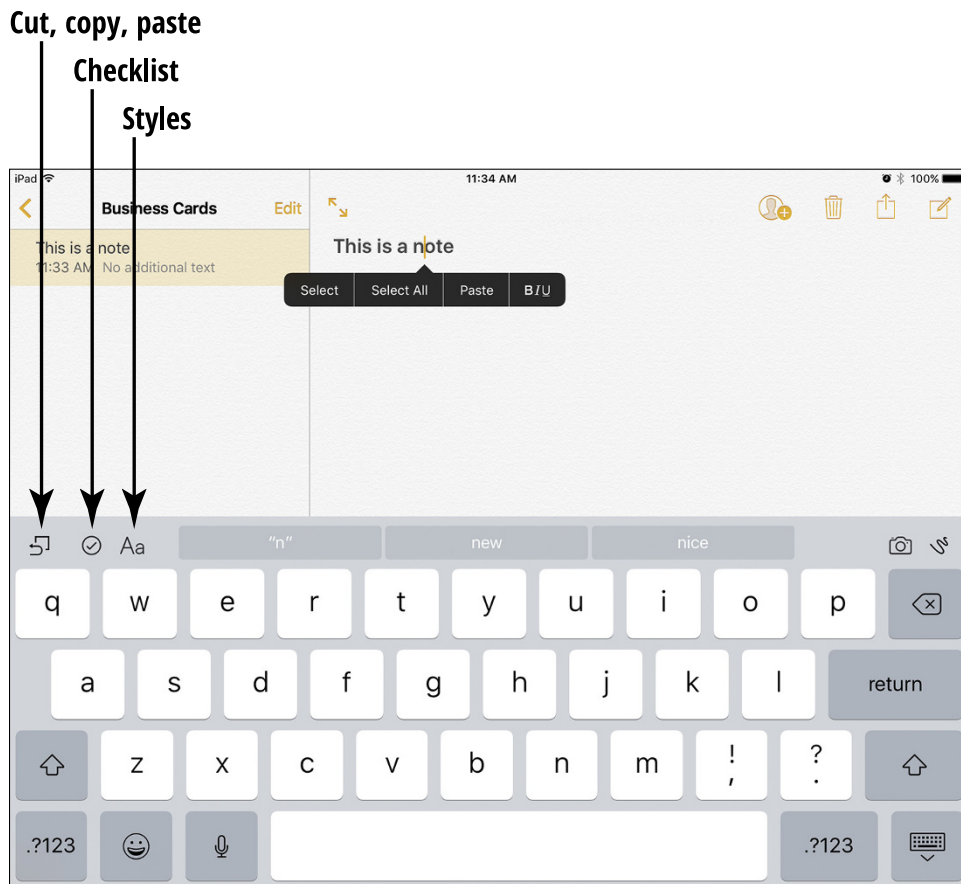 Cut, copy, paste
Checklist
Styles
iPad 11:34 AM 100%
Business Cards Edit
This is a note
11:33 AM No additional text
This is a note
Select Select All Paste BIU
Aa "n" new nice
q w e r t y u i o p
a s d f g h j k l return
z x c v b n m ! , ? .
.?123 .?123